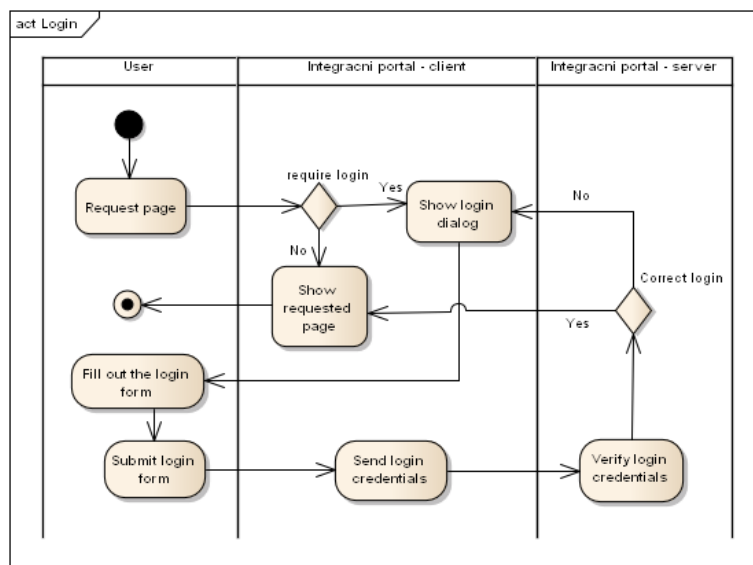 act Login
User
Integracni portal - client
Integracni portal - server
require login
Request page
Yes
Show login
dialog
No
No
Show
requested
page
Correct login
Yes
Fill out the login
form
Submit login
form
Send login
credentials
Verify login
credentials